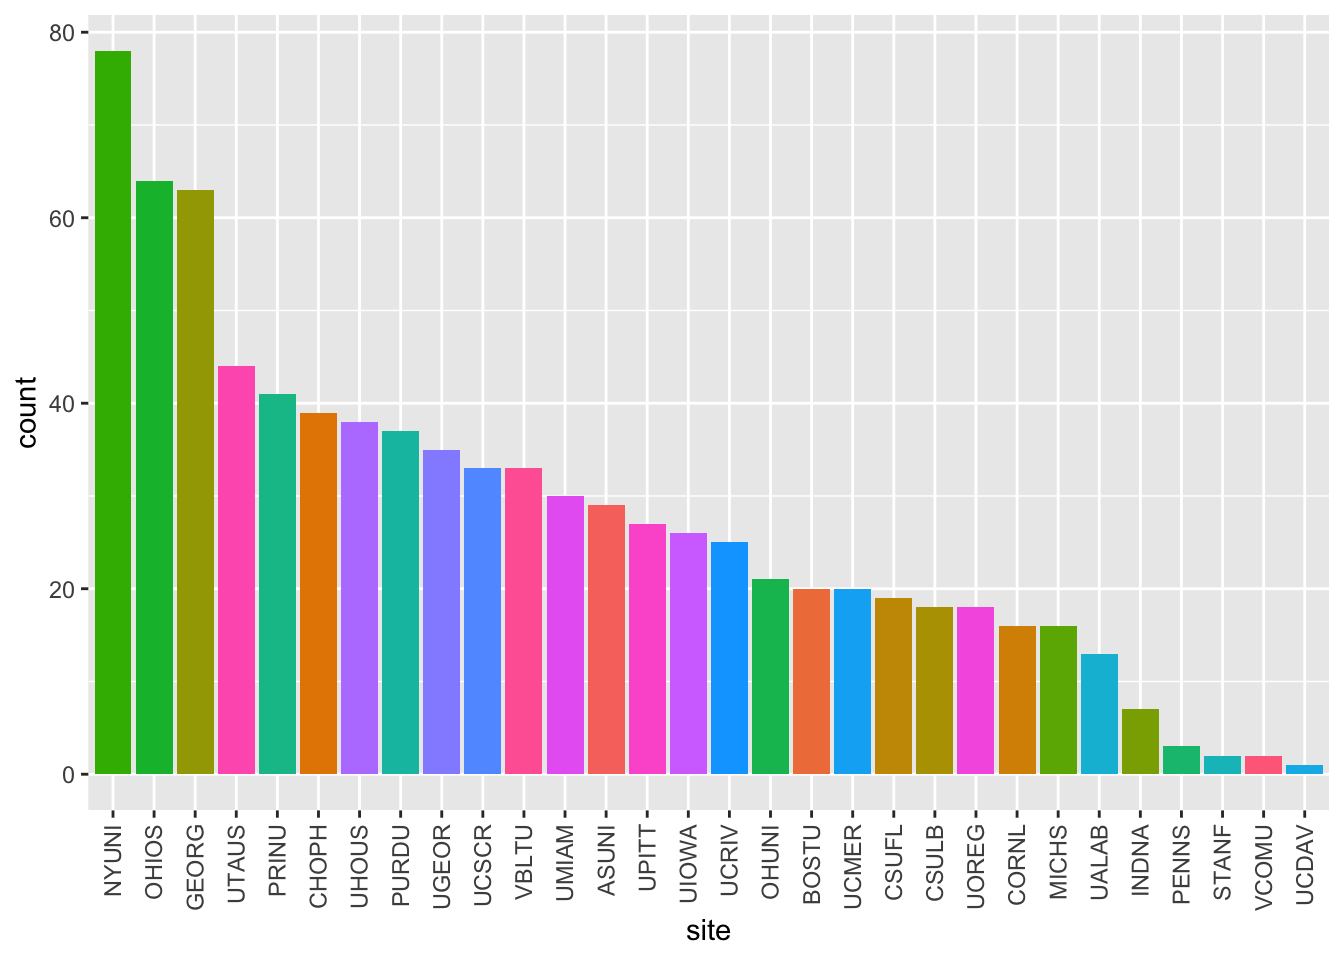 80
60
40
20
0
count
NYUNI
OHIOS
GEORG
UTAUS
PRINU
CHOPH
UHOUS
PURDU
UGEOR
UCSCR
VBLTU
UMIAM
ASUNI
UPITT
UIOWA
UCRIV
OHUNI
BOSTU
UCMER
CSUFL
CSULB
UOREG
CORNL
MICHS
UALAB
INDNA
PENNS
STANF
VCOMU
UCDAV
site